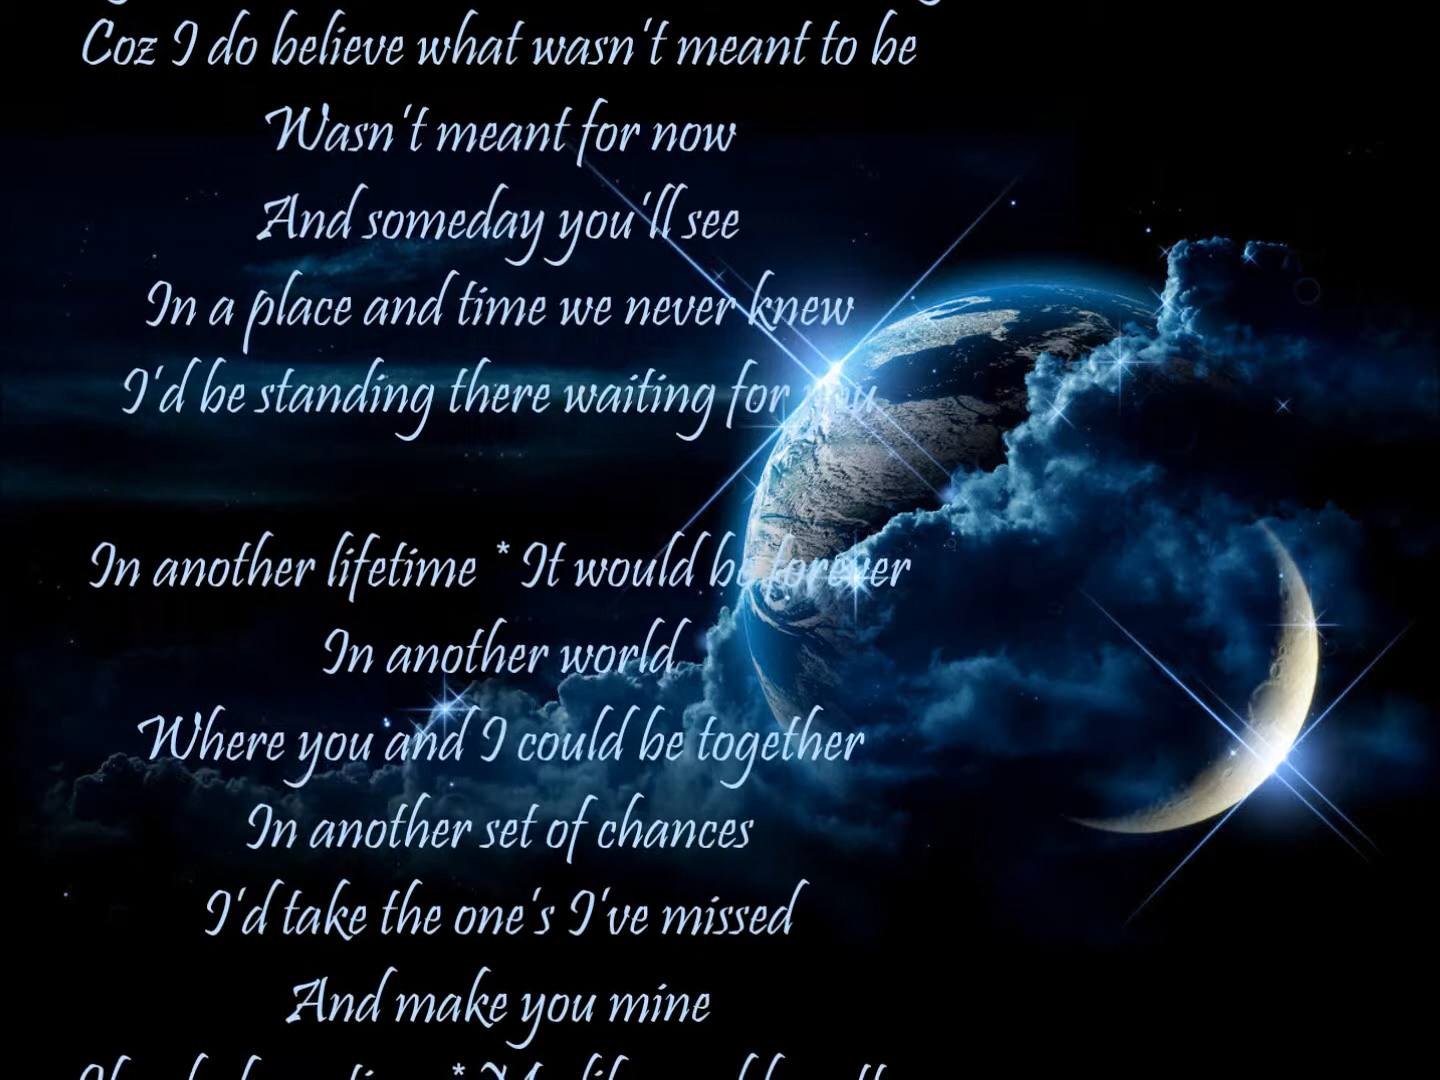 Coz I do believe what wasn't meant to be
Wasn't meant for now
And someday you'll see
In a place and time we never knew
I'd be standing there waiting for you
In another lifetime * It would be forever
In another world
Where you and I could be together
In another set of chances
I'd take the one's I've missed
And make you mine